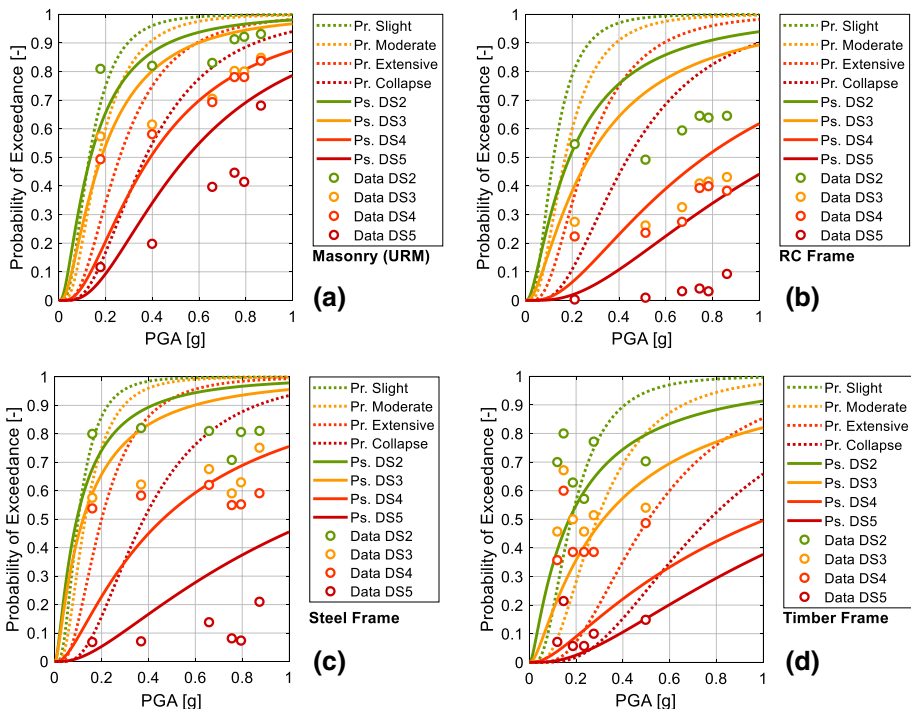 Probability of Exceedance [-]
1
0.9
0.8
0.7
0.6
0.5
0.4
0.3
0.2
0.1
0
0 0.2 0.4 0.6 0.8 1
PGA [g]
Pr. Slight
Pr. Moderate
Pr. Extensive
Pr. Collapse
Ps. DS2
Ps. DS3
Ps. DS4
Ps. DS5
Data DS2
Data DS3
Data DS4
Data DS5
Masonry (URM)
(a)
Probability of Exceedance [-]
1
0.9
0.8
0.7
0.6
0.5
0.4
0.3
0.2
0.1
0
0 0.2 0.4 0.6 0.8 1
PGA [g]
Pr. Slight
Pr. Moderate
Pr. Extensive
Pr. Collapse
Ps. DS2
Ps. DS3
Ps. DS4
Ps. DS5
Data DS2
Data DS3
Data DS4
Data DS5
RC Frame
(b)
Probability of Exceedance [-]
1
0.9
0.8
0.7
0.6
0.5
0.4
0.3
0.2
0.1
0
0 0.2 0.4 0.6 0.8 1
PGA [g]
Pr. Slight
Pr. Moderate
Pr. Extensive
Pr. Collapse
Ps. DS2
Ps. DS3
Ps. DS4
Ps. DS5
Data DS2
Data DS3
Data DS4
Data DS5
Steel Frame
(c)
Probability of Exceedance [-]
1
0.9
0.8
0.7
0.6
0.5
0.4
0.3
0.2
0.1
0
0 0.2 0.4 0.6 0.8 1
PGA [g]
Pr. Slight
Pr. Moderate
Pr. Extensive
Pr. Collapse
Ps. DS2
Ps. DS3
Ps. DS4
Ps. DS5
Data DS2
Data DS3
Data DS4
Data DS5
Timber Frame
(d)